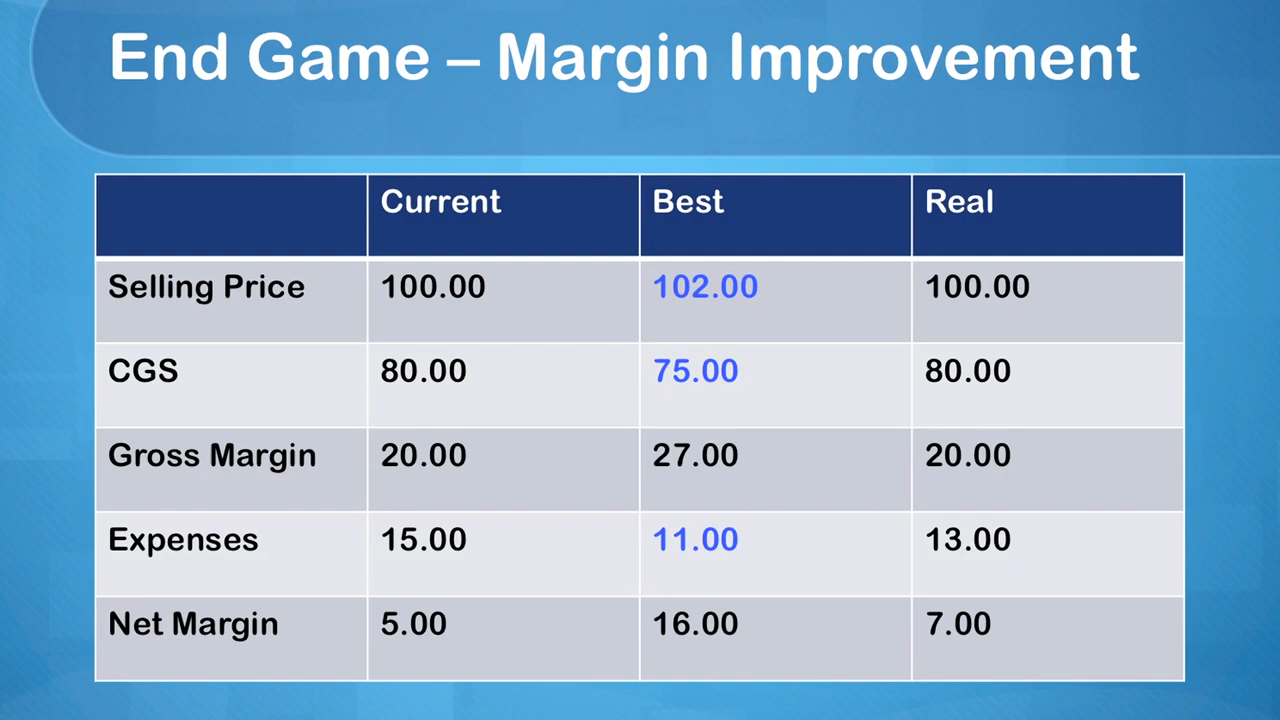 End Game – Margin Improvement
Current Best Real
Selling Price 100.00 102.00 100.00
CGS 80.00 75.00 80.00
Gross Margin 20.00 27.00 20.00
Expenses 15.00 11.00 13.00
Net Margin 5.00 16.00 7.00